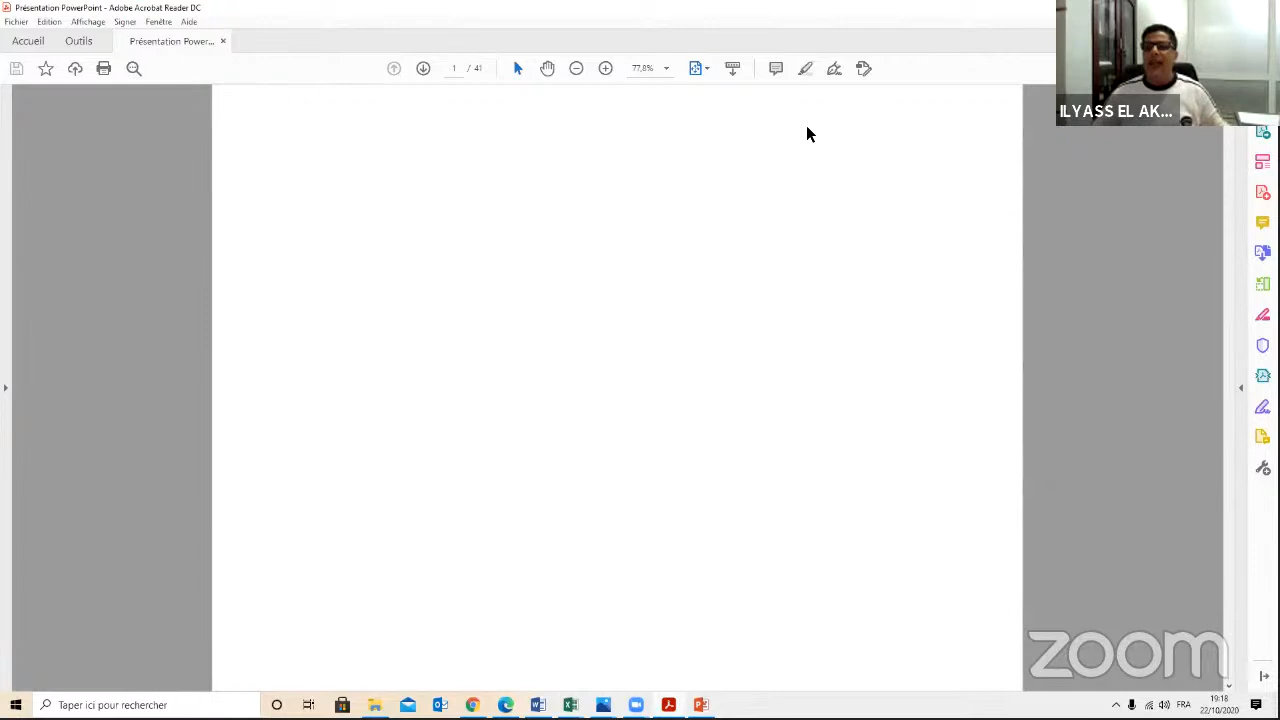 Présentation PowerPoint - Adobe Acrobat Reader DC
Fichier Edition Affichage Signer Fenêtre Aide
Accueil Outils Présentation Power... ×
1 / 41 77,8%
ILYASS EL AK...
zoom
Taper ici pour rechercher
FR
19:18
22/10/2020